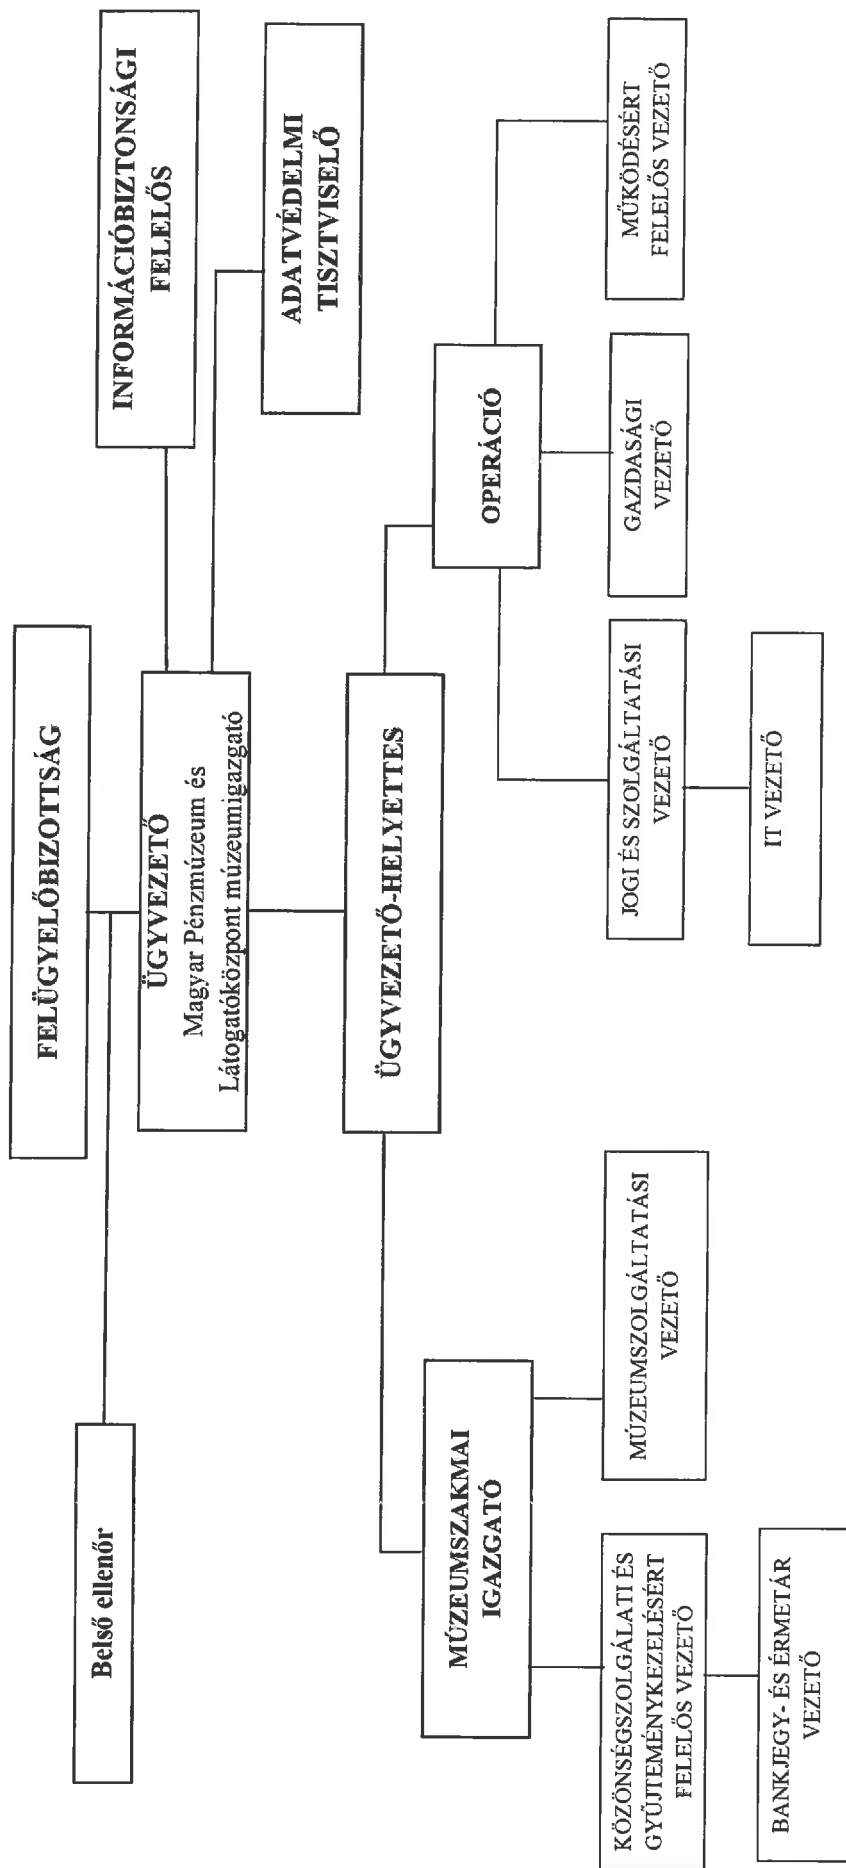 FELÜGYELŐBIZOTTSÁG
Belső ellenőr
INFORMÁCIÓBIZTONSÁGI
FELELŐS
ÜGYVEZETŐ
Magyar Pénzmúzeum és
Látogatóközpont múzeumigazgató
ADATVÉDELMI
TISZTVISELŐ
ÜGYVEZETŐ-HELYETTES
MÚZEUMSZAKMAI
IGAZGATÓ
OPERÁCIÓ
KÖZÖNSÉGSZOLGÁLATI ÉS
GYŰJTEMÉNYKEZELÉSÉRT
FELELŐS VEZETŐ
MÚZEUMSZOLGÁLTATÁSI
VEZETŐ
JOGI ÉS SZOLGÁLTATÁSI
VEZETŐ
GAZDASÁGI
VEZETŐ
MŰKÖDÉSÉRT
FELELŐS VEZETŐ
BANKJEGY- ÉS ÉRMETÁR
VEZETŐ
IT VEZETŐ